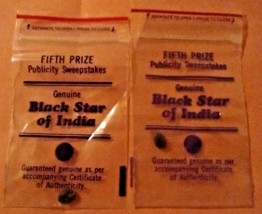 FIFTH PRIZE
Publicity Sweepstakes
Genuine
Black Star
of India
Guaranteed genuine as per
accompanying Certificate
of Authenticity.
FIFTH PRIZE
Publicity Sweepstakes
Genuine
Black Star
of India
Guaranteed genuine as per
accompanying Certificate
of Authenticity.